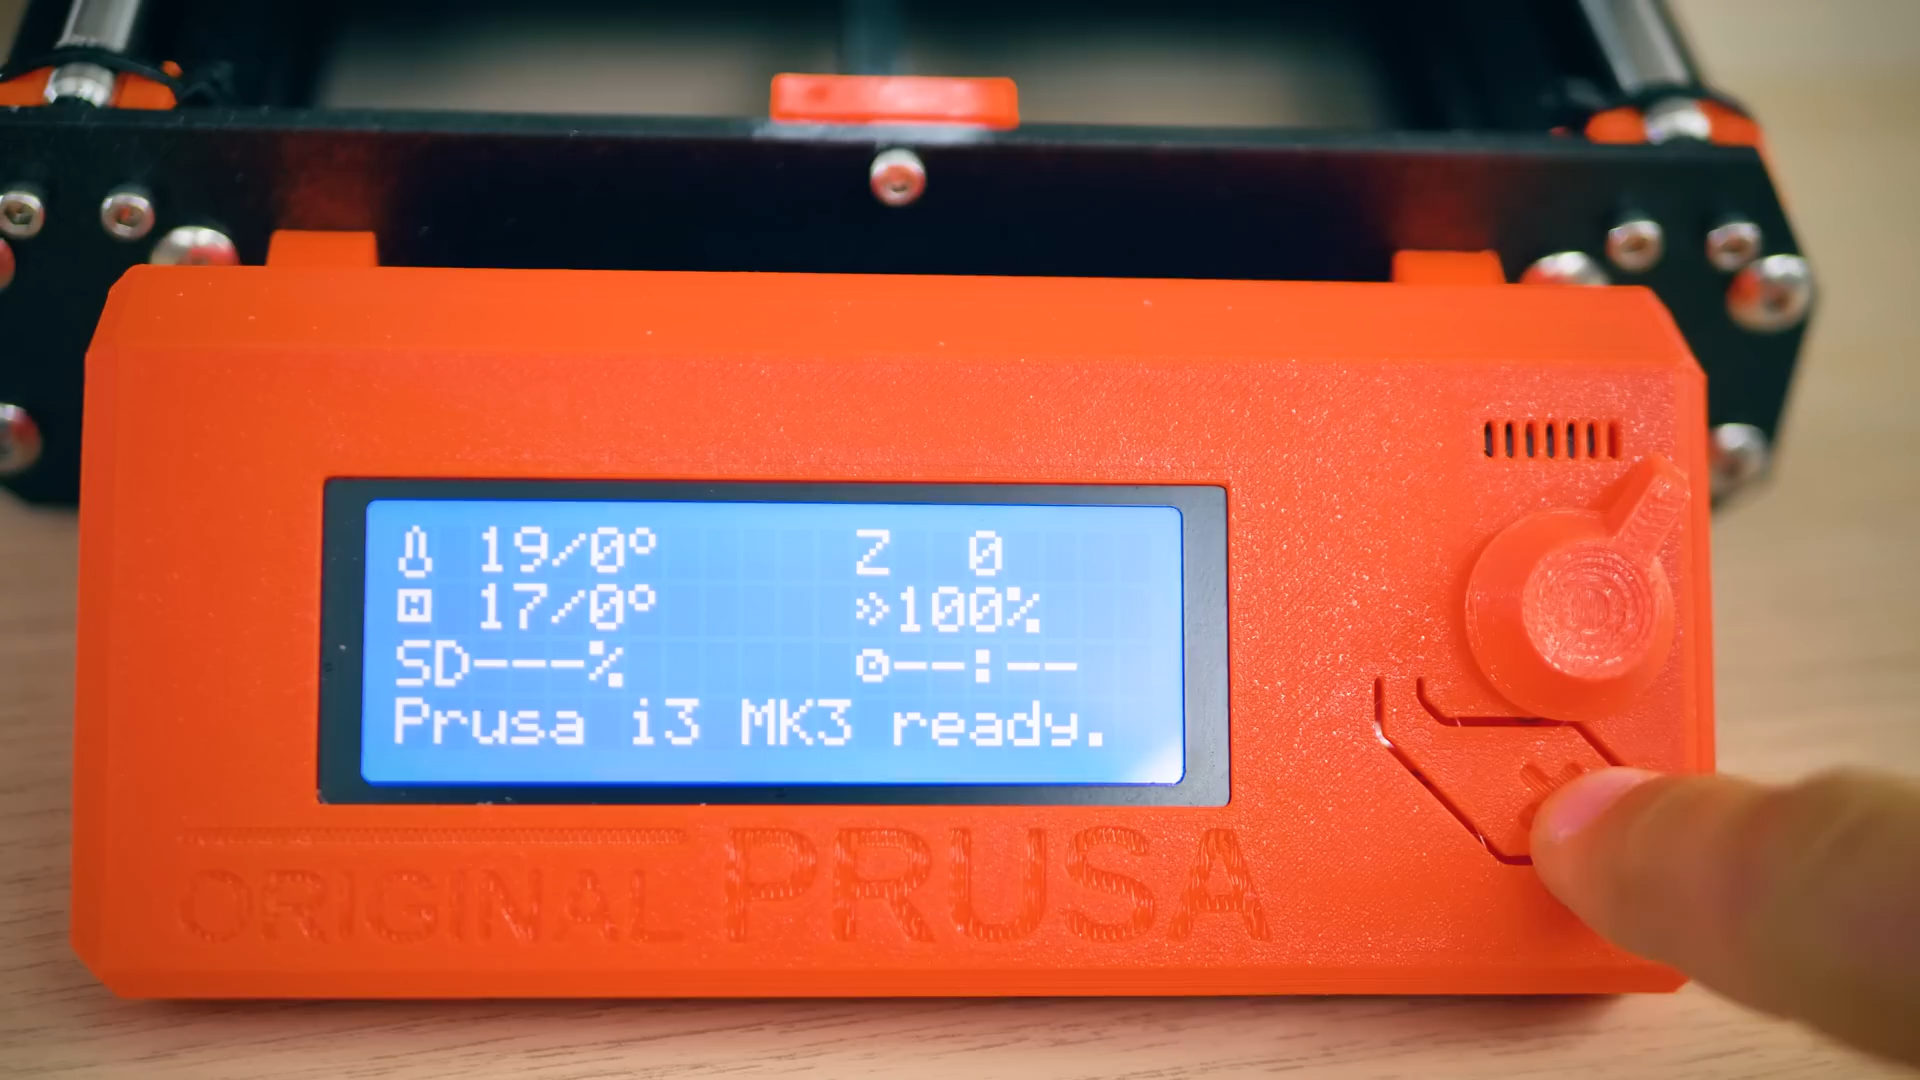 19/0° Z 0
17/0° 100%
SD---% --:--
Prusa i3 MK3 ready.
ORIGINAL PRUSA